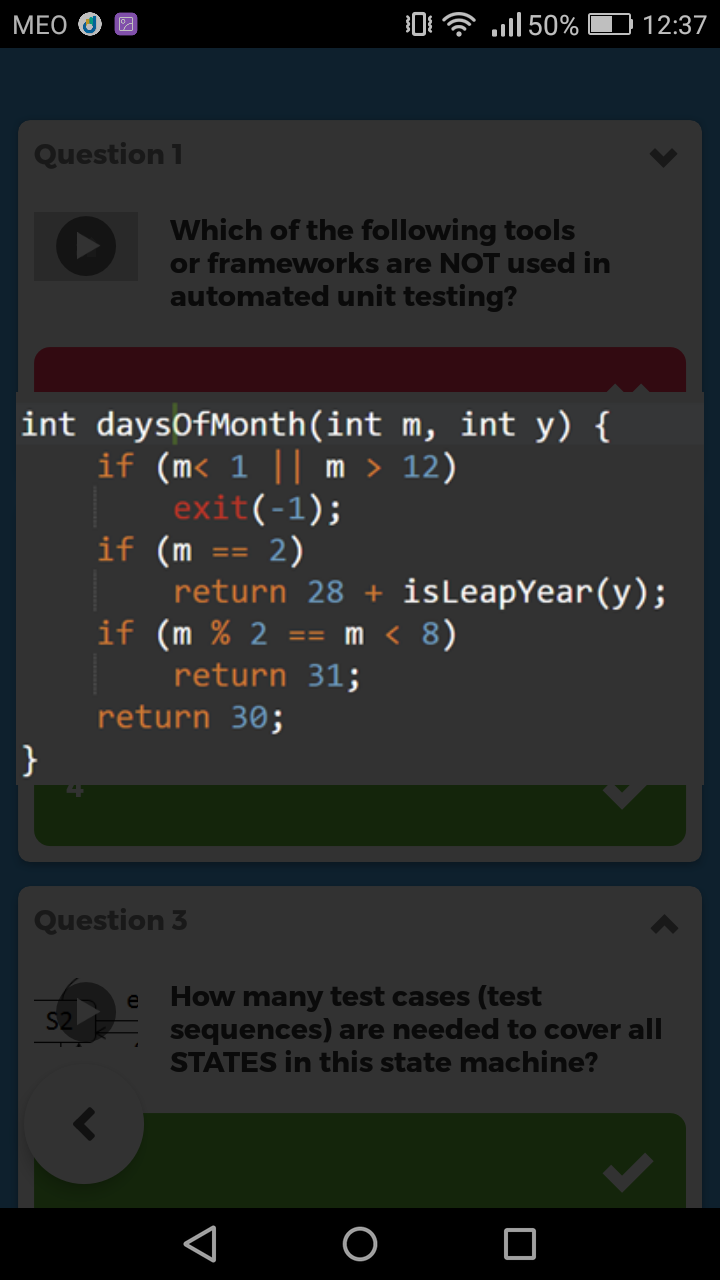 MEO 50% 12:37
Question 1
Which of the following tools
or frameworks are NOT used in
automated unit testing?
int daysOfMonth(int m, int y) {
    if (m< 1 || m > 12)
        exit(-1);
    if (m == 2)
        return 28 + isLeapYear(y);
    if (m % 2 == m < 8)
        return 31;
    return 30;
}
4
Question 3
S2 e
How many test cases (test
sequences) are needed to cover all
STATES in this state machine?